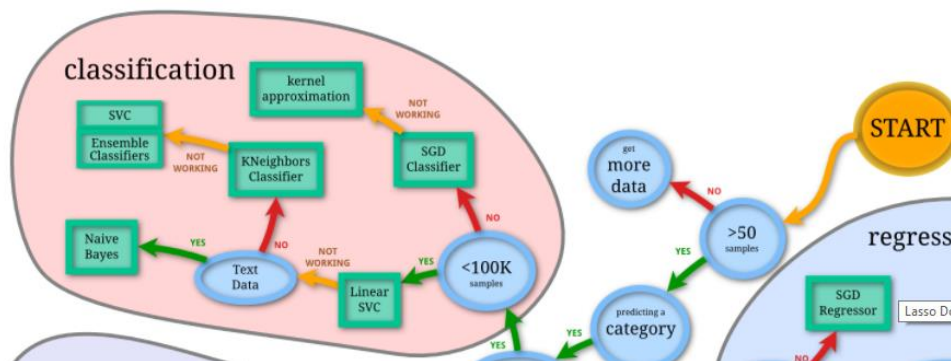 classification
kernel
approximation
NOT
WORKING
SVC
Ensemble
Classifiers
NOT
WORKING
KNeighbors
Classifier
SGD
Classifier
START
get
more
data
NO
NO
>50
samples
regress
Naive
Bayes
YES
NO
Text
Data
NOT
WORKING
Linear
SVC
YES
<100K
samples
YES
SGD
Regressor
predicting a
category
YES
YES
NO